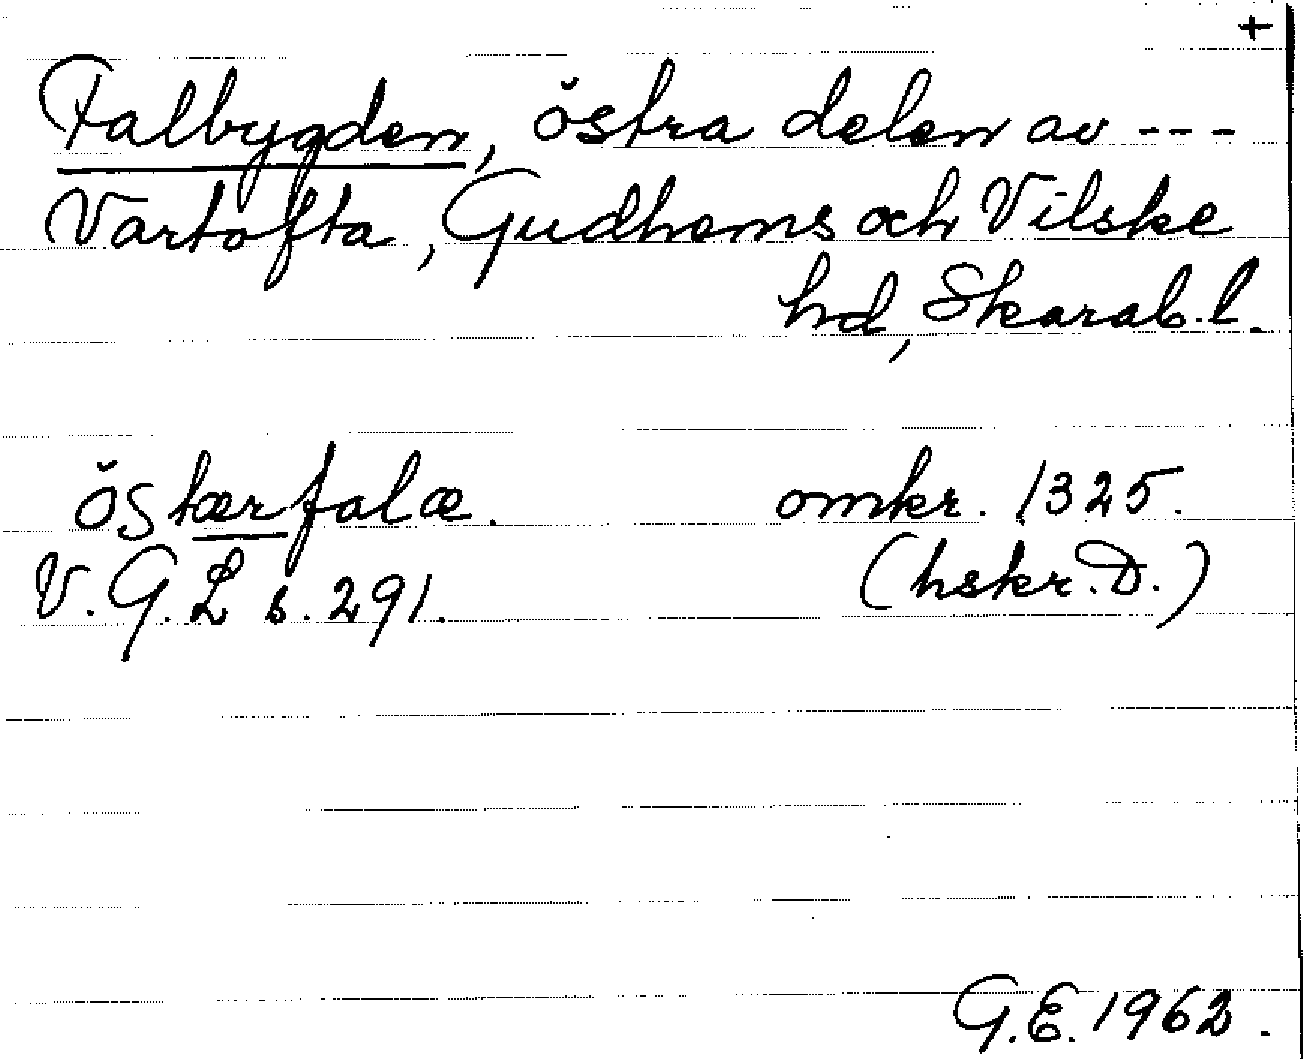 +
Falbygden, östra delen av ---
Vartofta, Gudhems och Vilske
hd, Skarab.l.
östærfalæ. omkr. 1325.
V.G.L s. 291. (hskr. D.)
G.E. 1962.